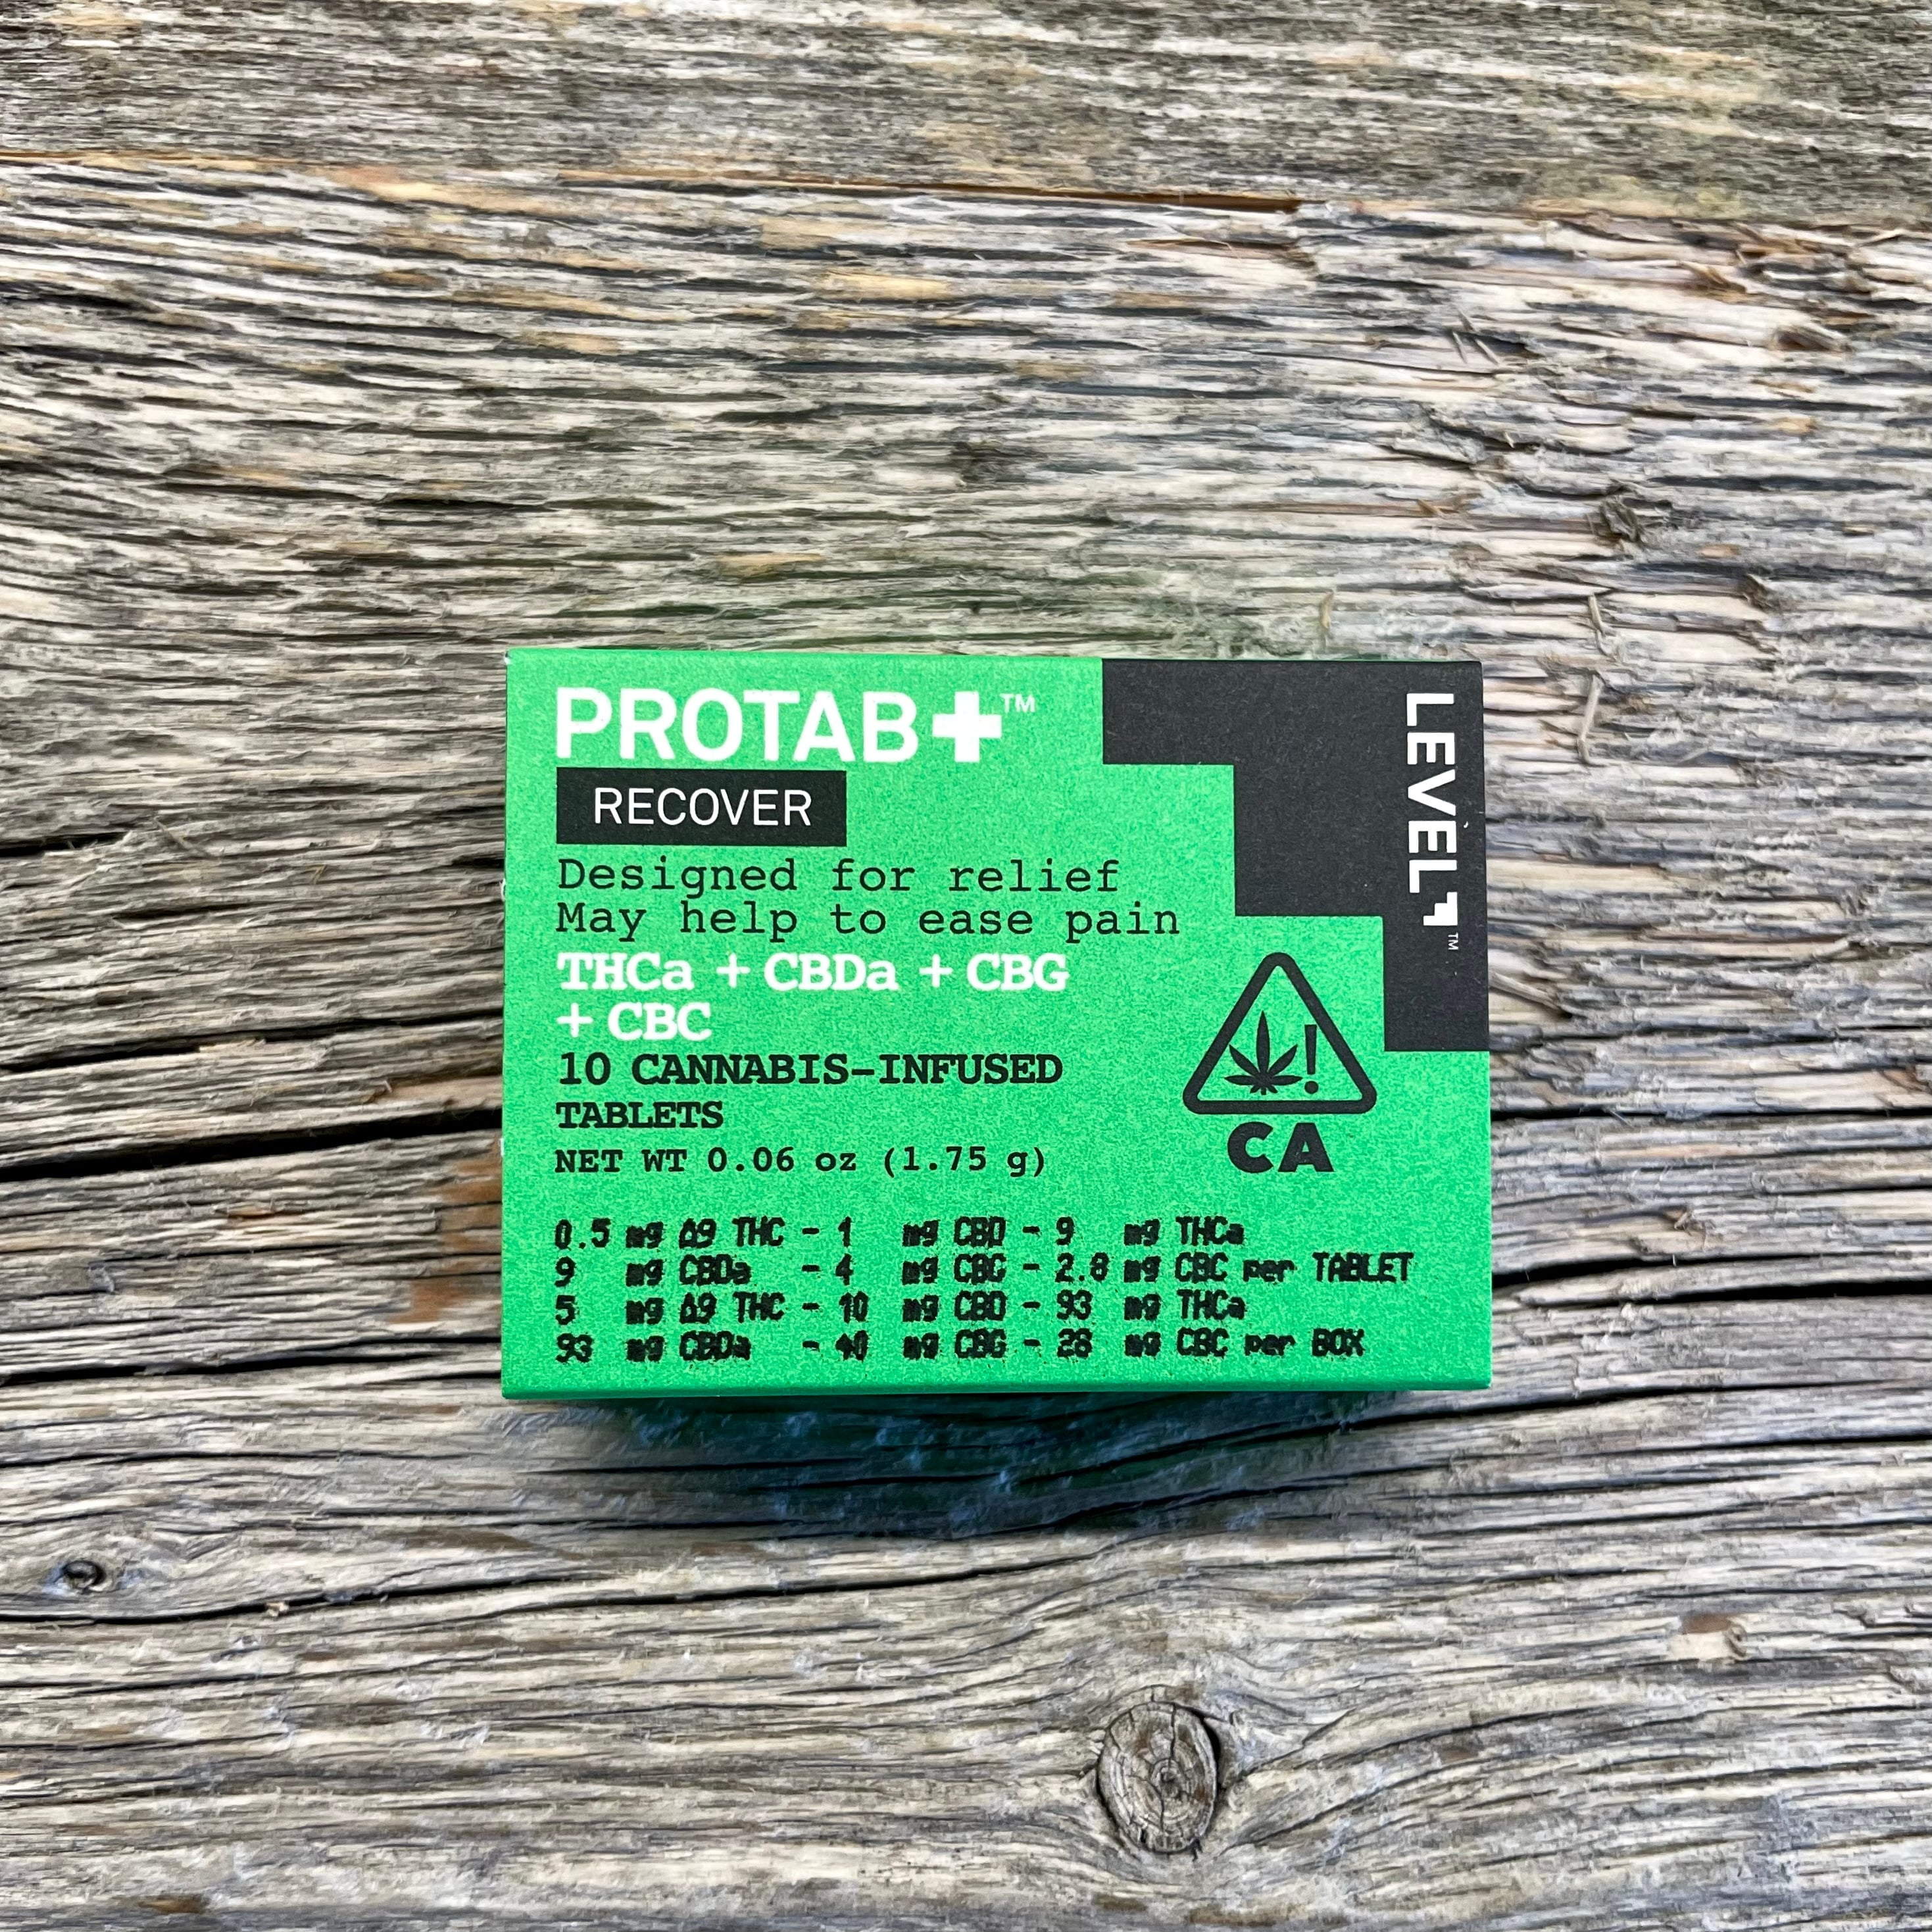 PROTAB+™
RECOVER
Designed for relief
May help to ease pain
THCa + CBDa + CBG
+ CBC
10 CANNABIS-INFUSED
TABLETS
NET WT 0.06 oz (1.75 g)
0.5 mg Δ9 THC - 1 mg CBD - 9 mg THCa
9 mg CBDa - 4 mg CBG - 2.8 mg CBC per TABLET
5 mg Δ9 THC - 10 mg CBD - 93 mg THCa
93 mg CBDa - 40 mg CBG - 28 mg CBC per BOX
LEVEL™
!
CA